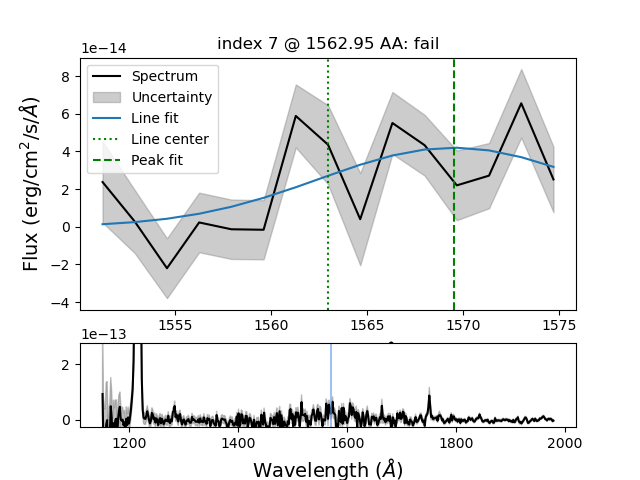 index 7 @ 1562.95 AA: fail
1e−14
Spectrum
Uncertainty
Line fit
Line center
Peak fit
Flux (erg/cm²/s/Å)
8
6
4
2
0
−2
−4
1555 1560 1565 1570 1575
1e−13
2
0
1200 1400 1600 1800 2000
Wavelength (Å)